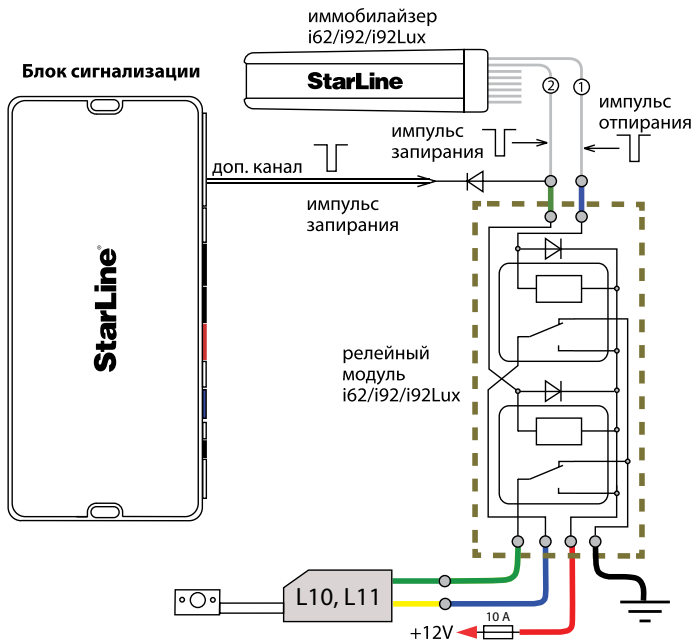 иммобилайзер
i62/i92/i92Lux
Блок сигнализации
StarLine
2
1
импульс
отпирания
импульс
запирания
доп. канал
импульс
запирания
StarLine®
релейный
модуль
i62/i92/i92Lux
L10, L11
10 А
+12V